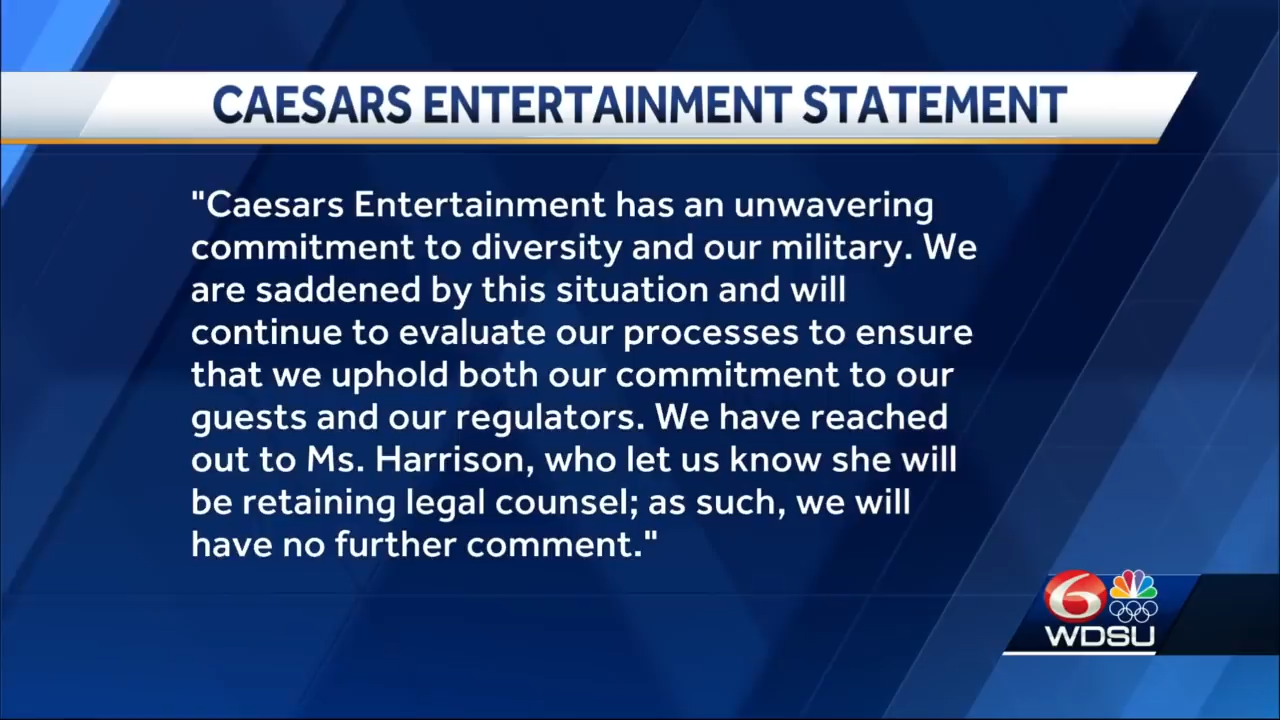 CAESARS ENTERTAINMENT STATEMENT
"Caesars Entertainment has an unwavering
commitment to diversity and our military. We
are saddened by this situation and will
continue to evaluate our processes to ensure
that we uphold both our commitment to our
guests and our regulators. We have reached
out to Ms. Harrison, who let us know she will
be retaining legal counsel; as such, we will
have no further comment."
6
WDSU